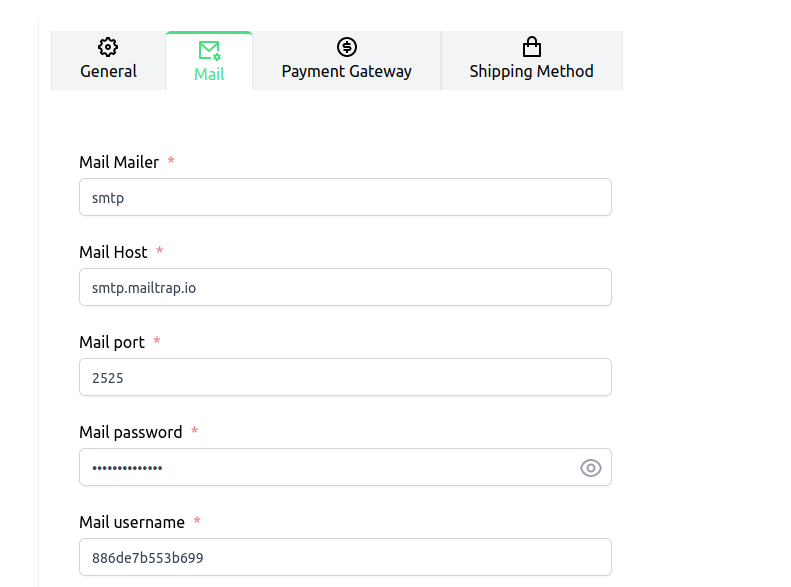 General
Mail
Payment Gateway
Shipping Method
Mail Mailer *
smtp
Mail Host *
smtp.mailtrap.io
Mail port *
2525
Mail password *
••••••••••••••
Mail username *
886de7b553b699